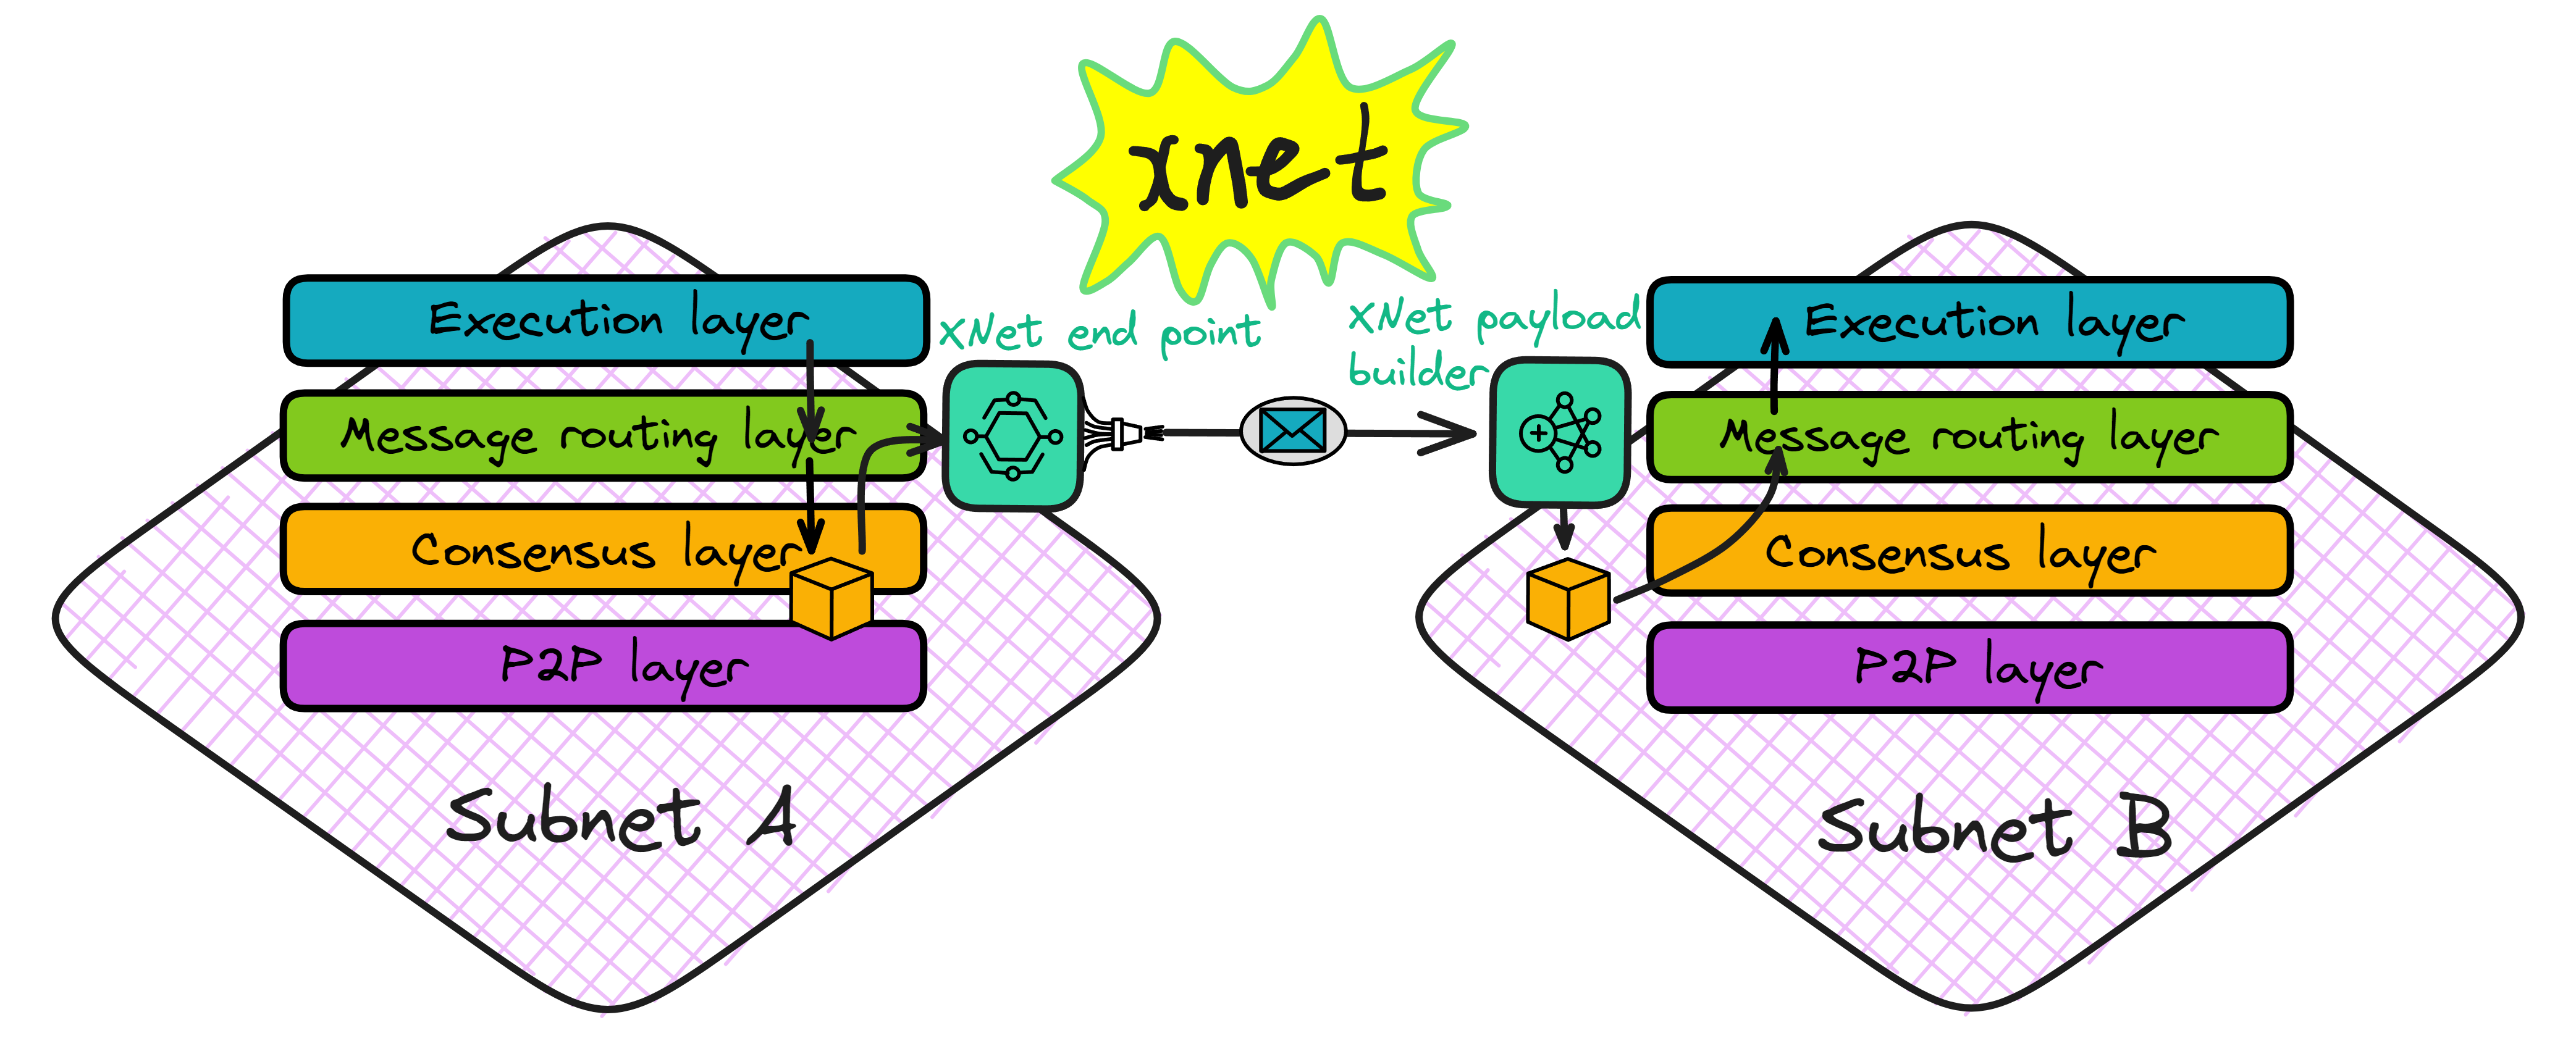 xnet
Execution layer
Message routing layer
Consensus layer
P2P layer
Subnet A
XNet end point
XNet payload
builder
Execution layer
Message routing layer
Consensus layer
P2P layer
Subnet B